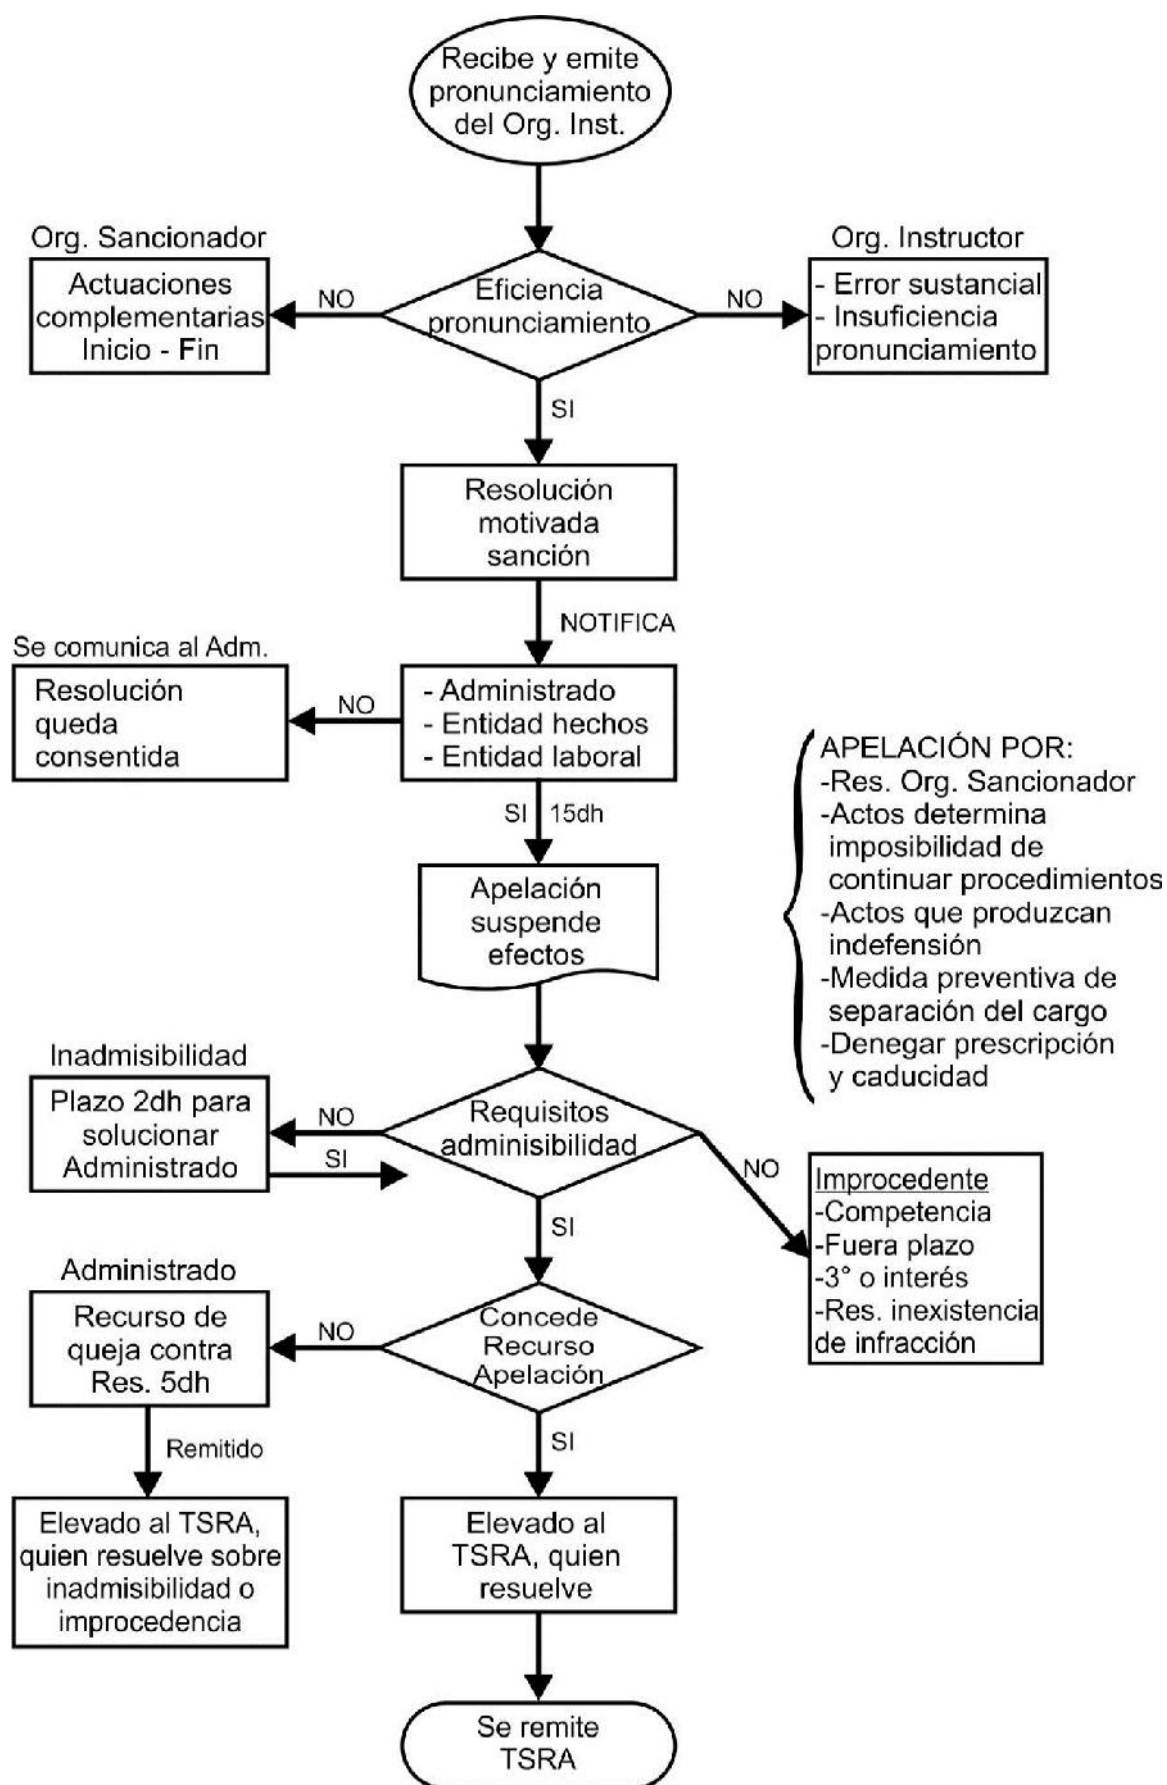 Recibe y emite
pronunciamiento
del Org. Inst.
Org. Sancionador
Actuaciones
complementarias
Inicio - Fin
NO
Eficiencia
pronunciamiento
NO
Org. Instructor
- Error sustancial
- Insuficiencia
pronunciamiento
SI
Resolución
motivada
sanción
NOTIFICA
Se comunica al Adm.
Resolución
queda
consentida
NO
- Administrado
- Entidad hechos
- Entidad laboral
SI 15dh
Apelación
suspende
efectos
APELACIÓN POR:
-Res. Org. Sancionador
-Actos determina
imposibilidad de
continuar procedimientos
-Actos que produzcan
indefensión
-Medida preventiva de
separación del cargo
-Denegar prescripción
y caducidad
Inadmisibilidad
Plazo 2dh para
solucionar
Administrado
NO
SI
Requisitos
adminisibilidad
NO
Improcedente
-Competencia
-Fuera plazo
-3° o interés
-Res. inexistencia
de infracción
SI
Administrado
Recurso de
queja contra
Res. 5dh
NO
Concede
Recurso
Apelación
Remitido
SI
Elevado al TSRA,
quien resuelve sobre
inadmisibilidad o
improcedencia
Elevado al
TSRA, quien
resuelve
Se remite
TSRA